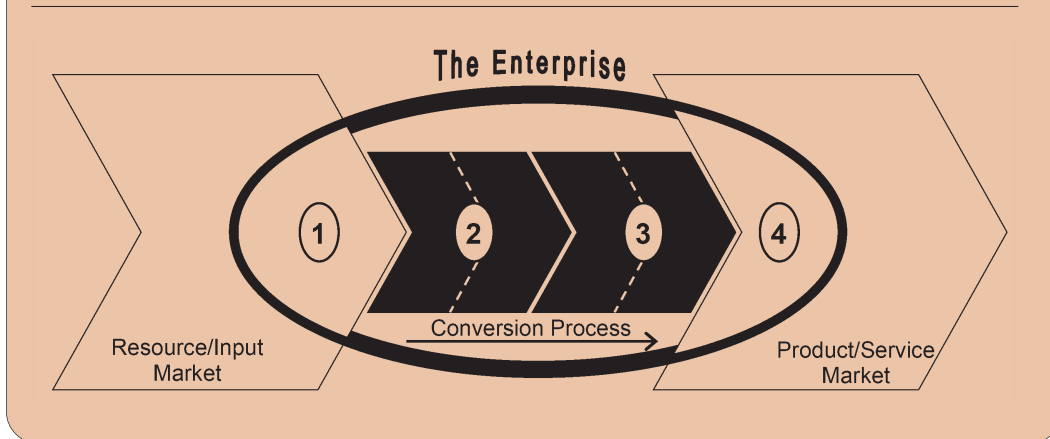 The Enterprise
1
2
3
4
Conversion Process
Resource/Input
Market
Product/Service
Market